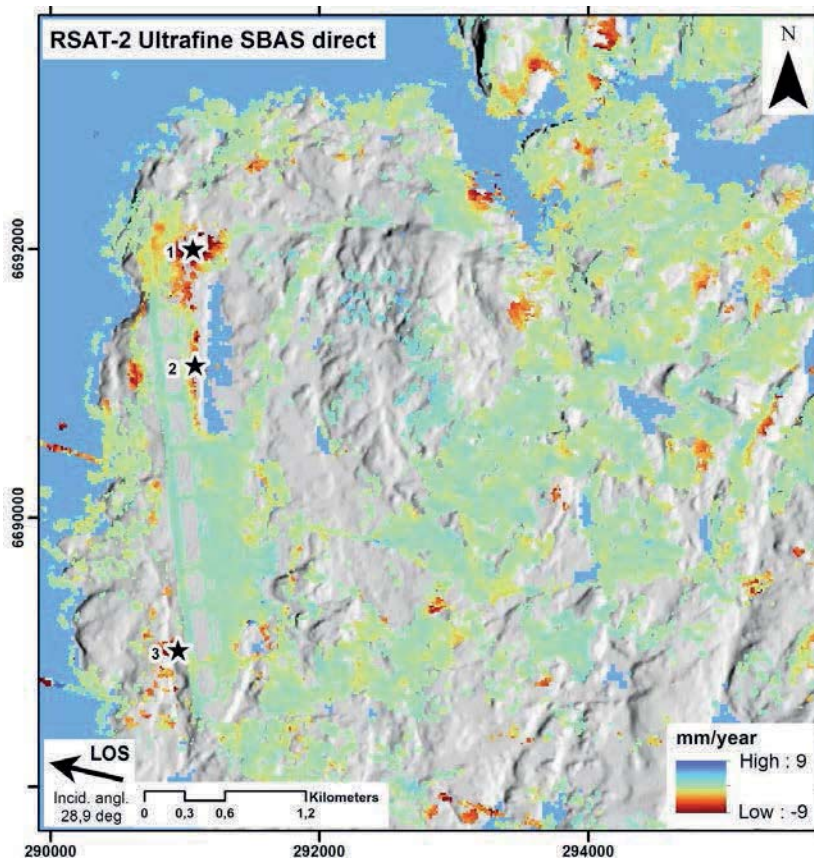 RSAT-2 Ultrafine SBAS direct
N
6692000
1
2
6690000
3
LOS
Incid. angl.
28,9 deg
Kilometers
0 0,3 0,6 1,2
mm/year
High : 9
Low : -9
290000 292000 294000